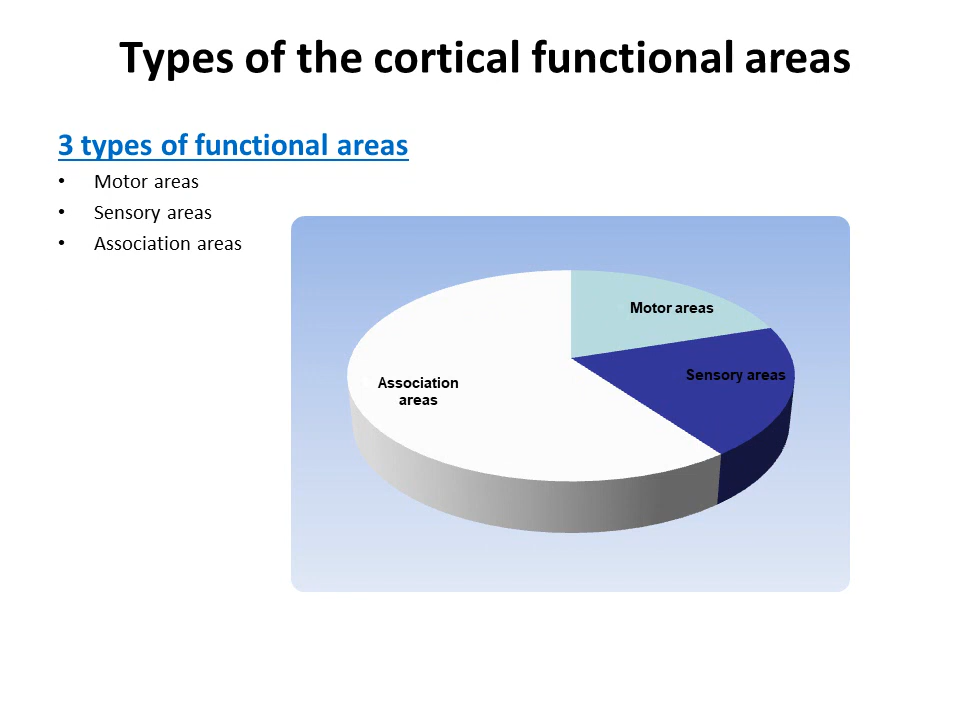 Types of the cortical functional areas
3 types of functional areas
• Motor areas
• Sensory areas
• Association areas
Motor areas
Sensory areas
Association
areas